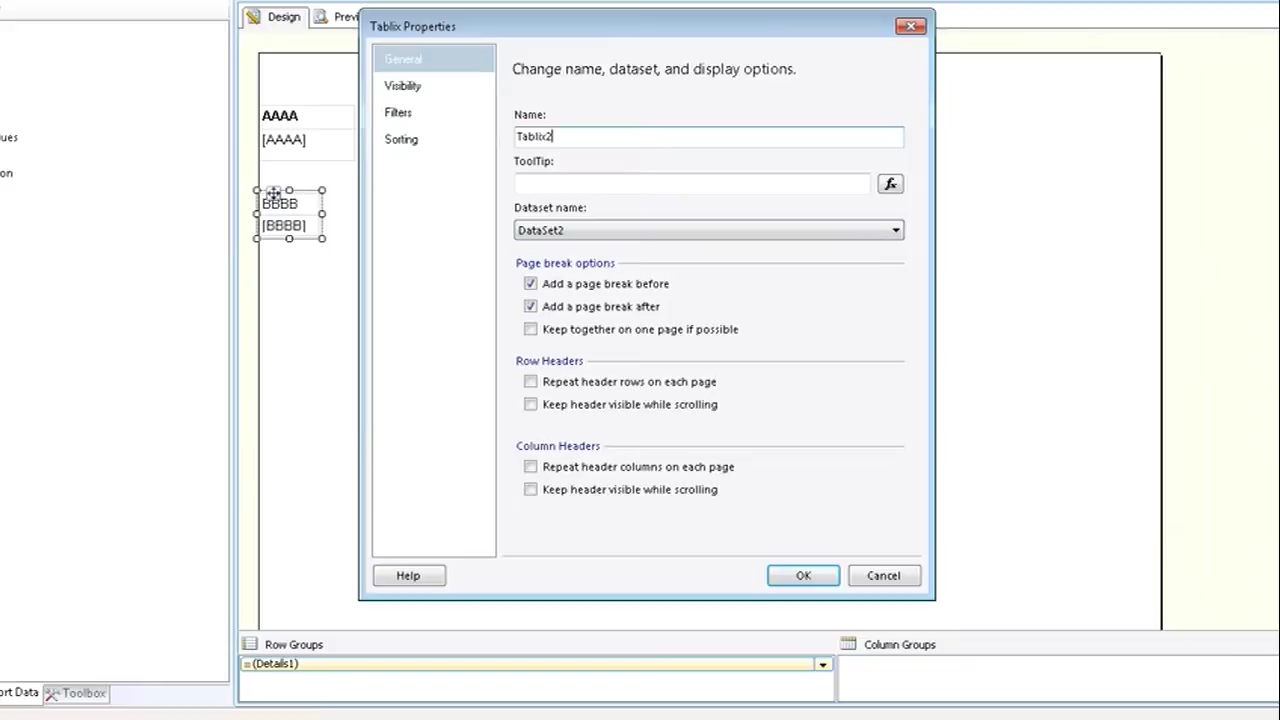 Design
Previ
Tablix Properties
General
Visibility
Filters
Sorting
Change name, dataset, and display options.
Name:
Tablix2
ToolTip:
fx
Dataset name:
DataSet2
Page break options
Add a page break before
Add a page break after
Keep together on one page if possible
Row Headers
Repeat header rows on each page
Keep header visible while scrolling
Column Headers
Repeat header columns on each page
Keep header visible while scrolling
Help
OK
Cancel
AAAA
[AAAA]
BBBB
[BBBB]
ues
on
Row Groups
(Details1)
Column Groups
ort Data
Toolbox